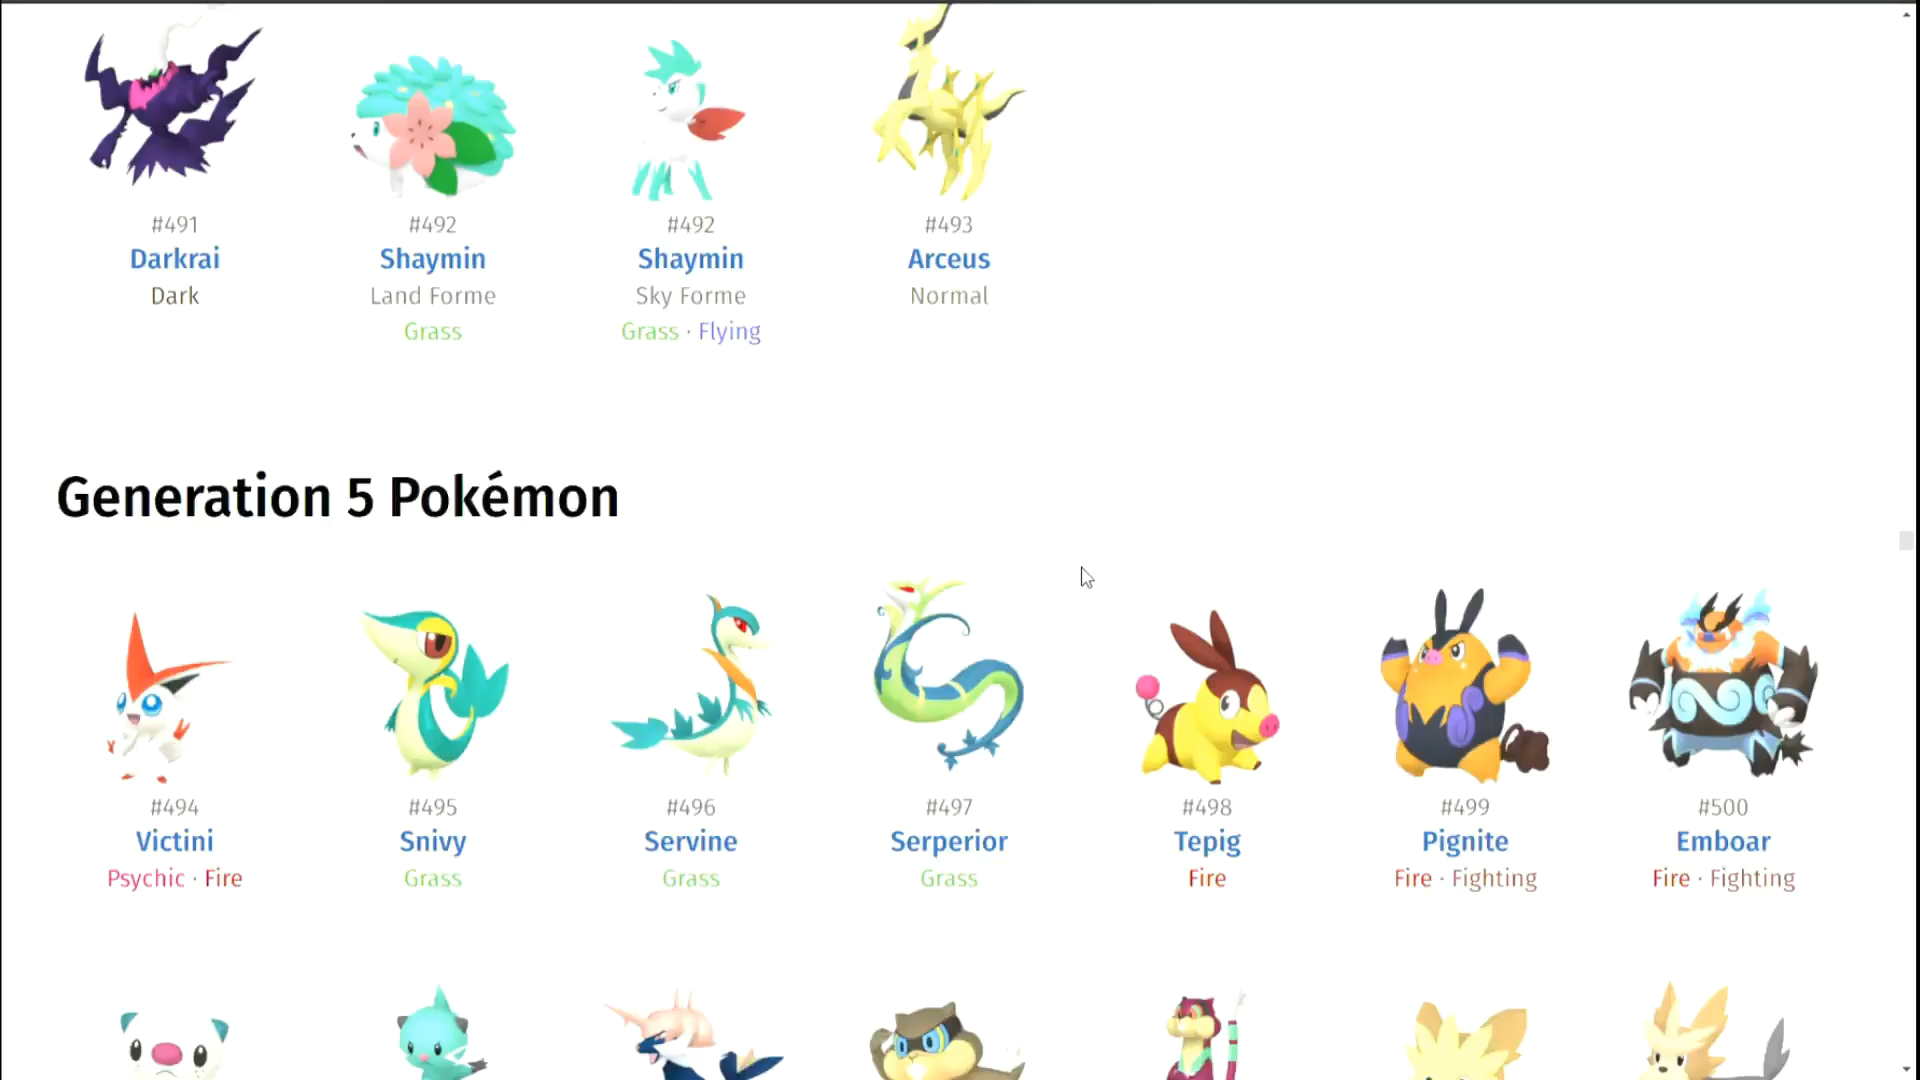 #491 #492 #492 #493
Darkrai Shaymin Shaymin Arceus
Dark Land Forme Sky Forme Normal
Grass Grass · Flying
Generation 5 Pokémon
#494 #495 #496 #497 #498 #499 #500
Victini Snivy Servine Serperior Tepig Pignite Emboar
Psychic · Fire Grass Grass Grass Fire Fire · Fighting Fire · Fighting